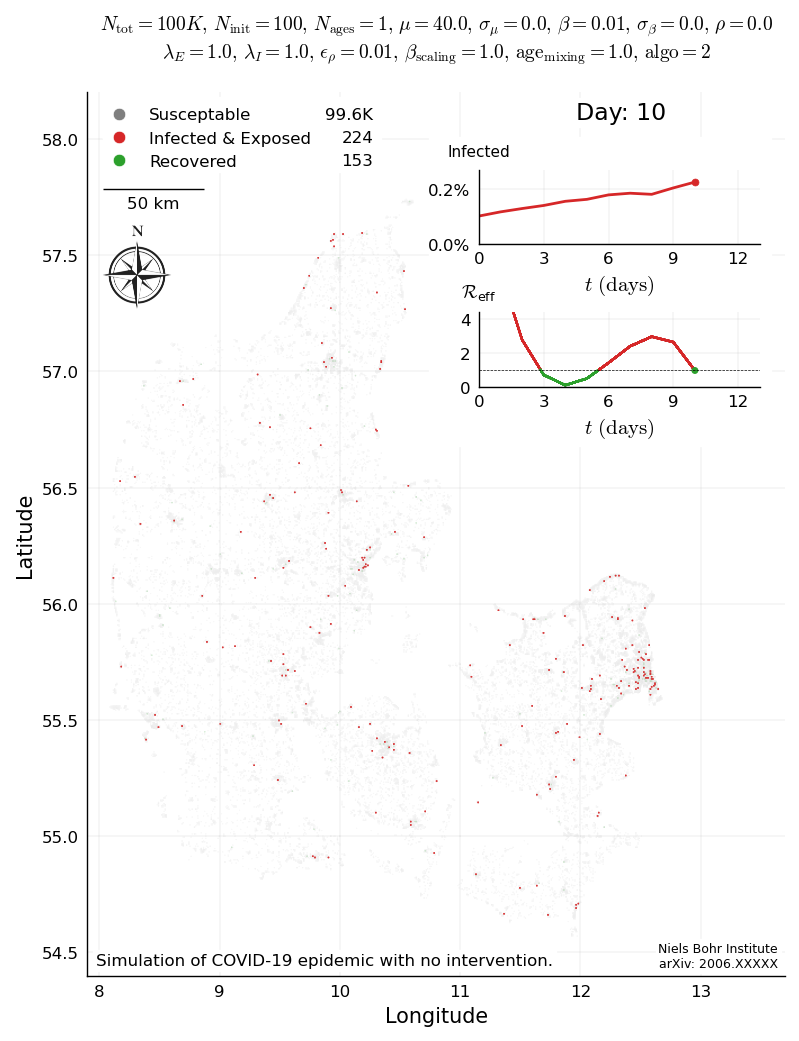 N_tot = 100K, N_init = 100, N_ages = 1, μ = 40.0, σ_μ = 0.0, β = 0.01, σ_β = 0.0, ρ = 0.0
λ_E = 1.0, λ_I = 1.0, ϵ_ρ = 0.01, β_scaling = 1.0, age_mixing = 1.0, algo = 2
Susceptable 99.6K
Infected & Exposed 224
Recovered 153
50 km
N
Day: 10
Infected
0.2%
0.0%
0 3 6 9 12
t (days)
R_eff
4
2
0
0 3 6 9 12
t (days)
58.0
57.5
57.0
56.5
56.0
55.5
55.0
54.5
Latitude
Simulation of COVID-19 epidemic with no intervention.
Niels Bohr Institute
arXiv: 2006.XXXXX
8 9 10 11 12 13
Longitude